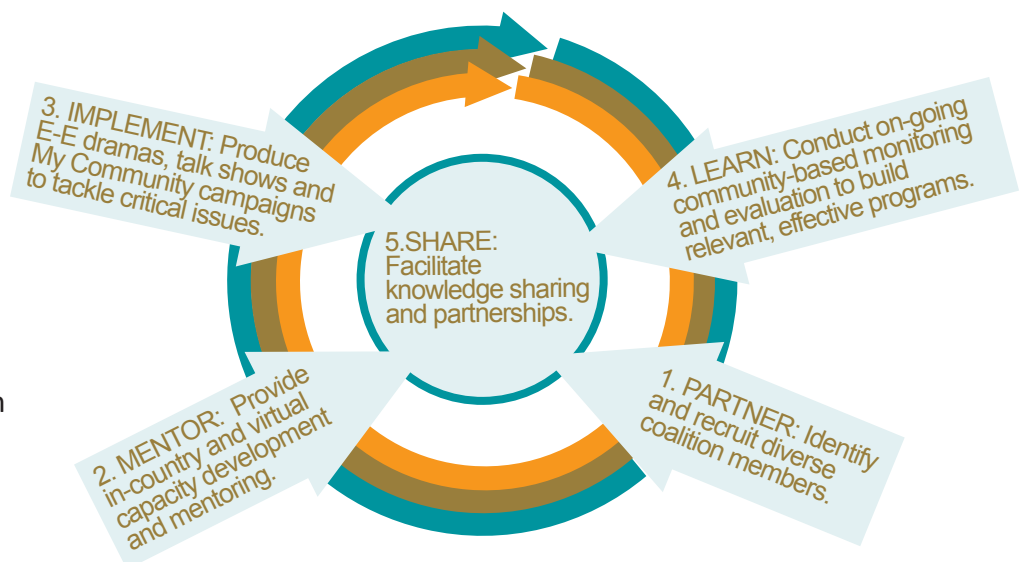 3. IMPLEMENT: Produce
E-E dramas, talk shows and
My Community campaigns
to tackle critical issues.
4. LEARN: Conduct on-going
community-based monitoring
and evaluation to build
relevant, effective programs.
5.SHARE:
Facilitate
knowledge sharing
and partnerships.
2. MENTOR: Provide
in-country and virtual
capacity development
and mentoring.
1. PARTNER: Identify
and recruit diverse
coalition members.